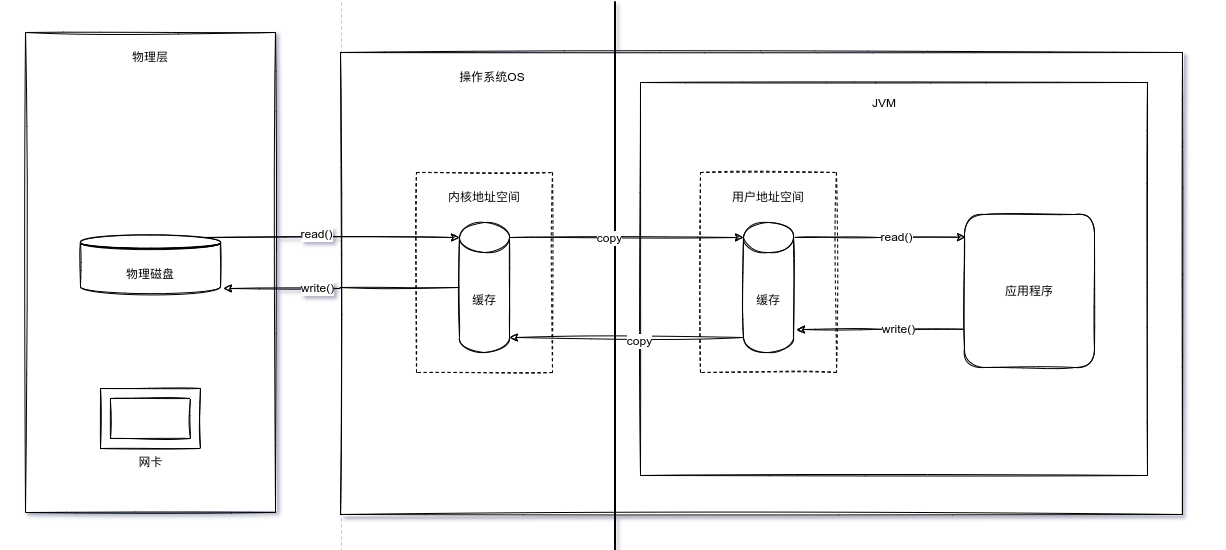 物理层
操作系统OS
JVM
内核地址空间
用户地址空间
read()
copy
read()
物理磁盘
write()
缓存
缓存
应用程序
write()
copy
网卡